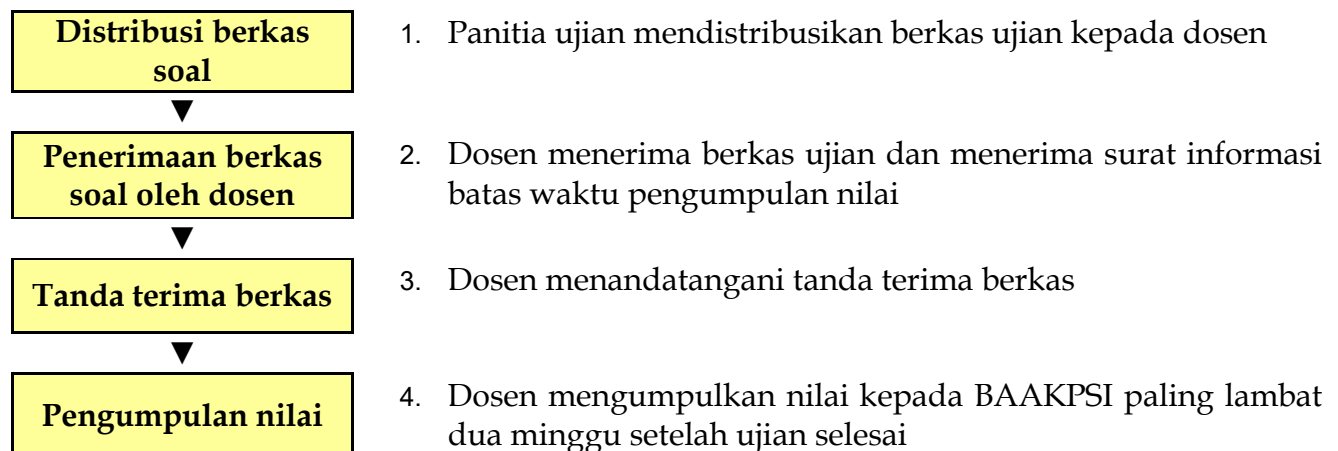 Distribusi berkas
soal
1. Panitia ujian mendistribusikan berkas ujian kepada dosen
Penerimaan berkas
soal oleh dosen
2. Dosen menerima berkas ujian dan menerima surat informasi
batas waktu pengumpulan nilai
Tanda terima berkas
3. Dosen menandatangani tanda terima berkas
Pengumpulan nilai
4. Dosen mengumpulkan nilai kepada BAAKPSI paling lambat
dua minggu setelah ujian selesai